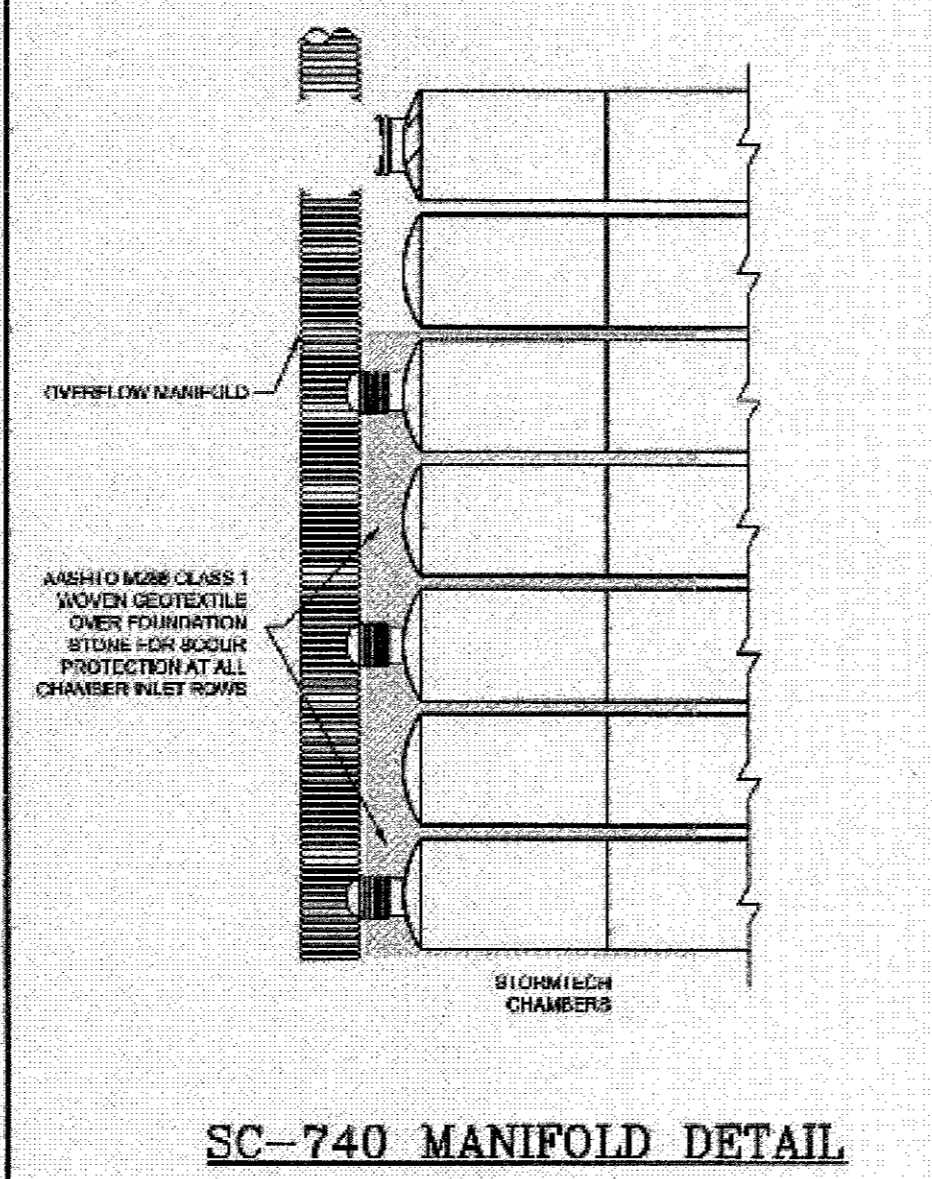 OVERFLOW MANIFOLD
AASHTO M288 CLASS 1
WOVEN GEOTEXTILE
OVER FOUNDATION
STONE FOR SCOUR
PROTECTION AT ALL
CHAMBER INLET ROWS
STORMTECH
CHAMBERS
SC-740 MANIFOLD DETAIL